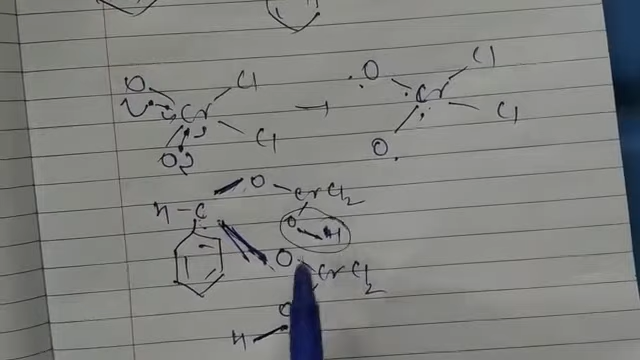 O Cl O Cl
Cr → Cr
O Cl O Cl
H - C - O - CrCl2
O - H
O CrCl2
O
H